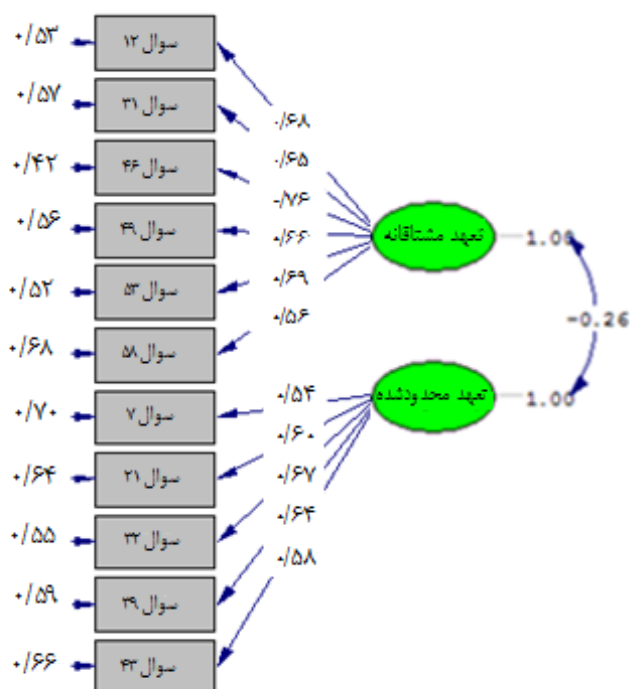 ۰/۵۳
سوال ۱۲
۰/۵۷
سوال ۳۱
۰/۴۲
سوال ۴۶
۰/۵۶
سوال ۴۹
۰/۵۲
سوال ۵۳
۰/۶۸
سوال ۵۸
۰/۷۰
سوال ۷
۰/۶۴
سوال ۲۱
۰/۵۵
سوال ۳۲
۰/۵۹
سوال ۳۹
۰/۶۶
سوال ۴۳
۰/۶۸
۰/۶۵
۰/۷۶
۰/۶۶
۰/۶۹
۰/۵۶
۰/۵۴
۰/۶۰
۰/۶۷
۰/۶۴
۰/۵۸
تعهد مشتاقانه
تعهد محدودشده
1.00
-0.26
1.00